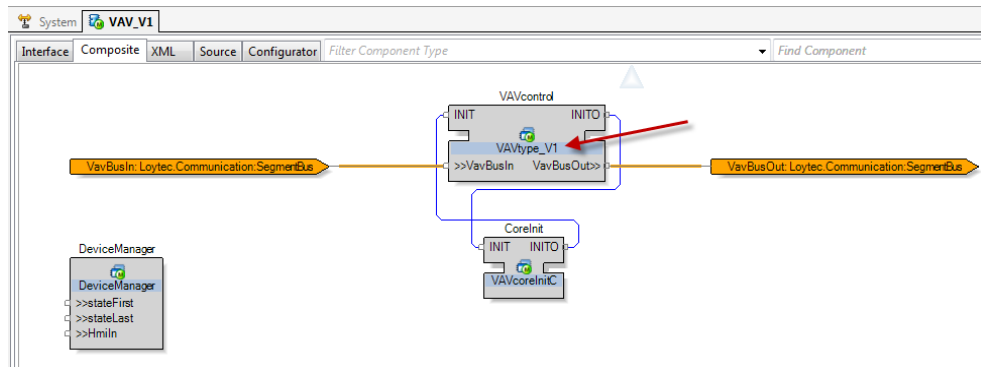 System VAV_V1
Interface Composite XML Source Configurator Filter Component Type Find Component
VAVcontrol
INIT INITO
VAVtype_V1
VavBusIn: Loytec.Communication:SegmentBus >>VavBusIn VavBusOut>> VavBusOut: Loytec.Communication:SegmentBus
CoreInit
INIT INITO
VAVcoreInitC
DeviceManager
DeviceManager
>>stateFirst
>>stateLast
>>HmiIn